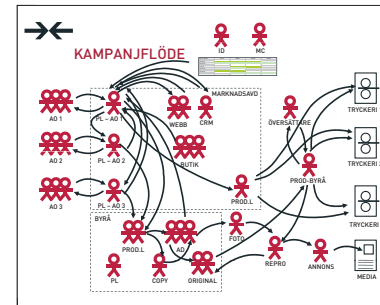 KAMPANJFLÖDE
ID
MC
MARKNADSAVD
AO 1
PL – AO 1
WEBB
CRM
ÖVERSÄTTARE
TRYCKERI
AO 2
PL – AO 2
BUTIK
PROD-BYRÅ
TRYCKERI
AO 3
PL – AO 3
PROD.L
TRYCKERI
BYRÅ
PROD.L
AD
FOTO
PL
COPY
ORIGINAL
REPRO
ANNONS
MEDIA